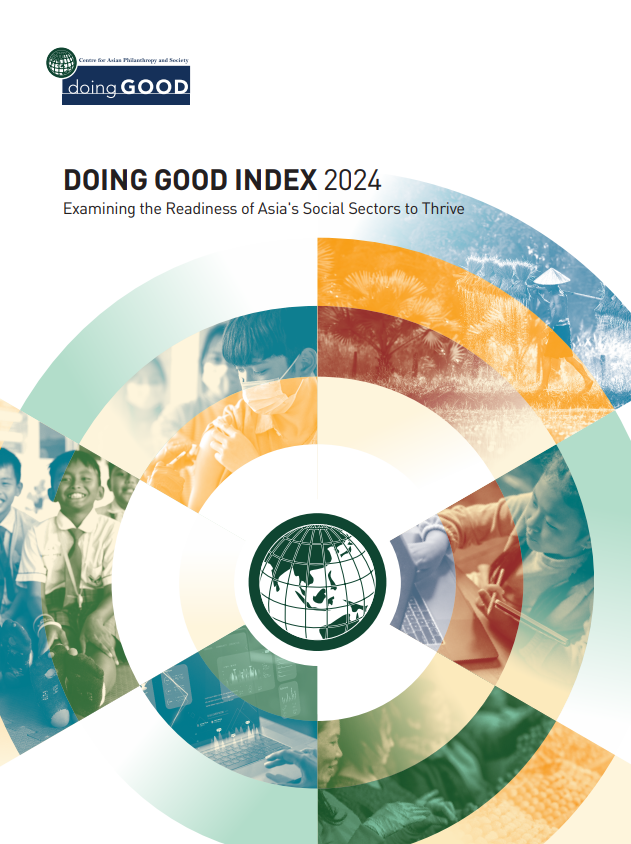 Centre for Asian Philanthropy and Society
doing GOOD
DOING GOOD INDEX 2024
Examining the Readiness of Asia's Social Sectors to Thrive